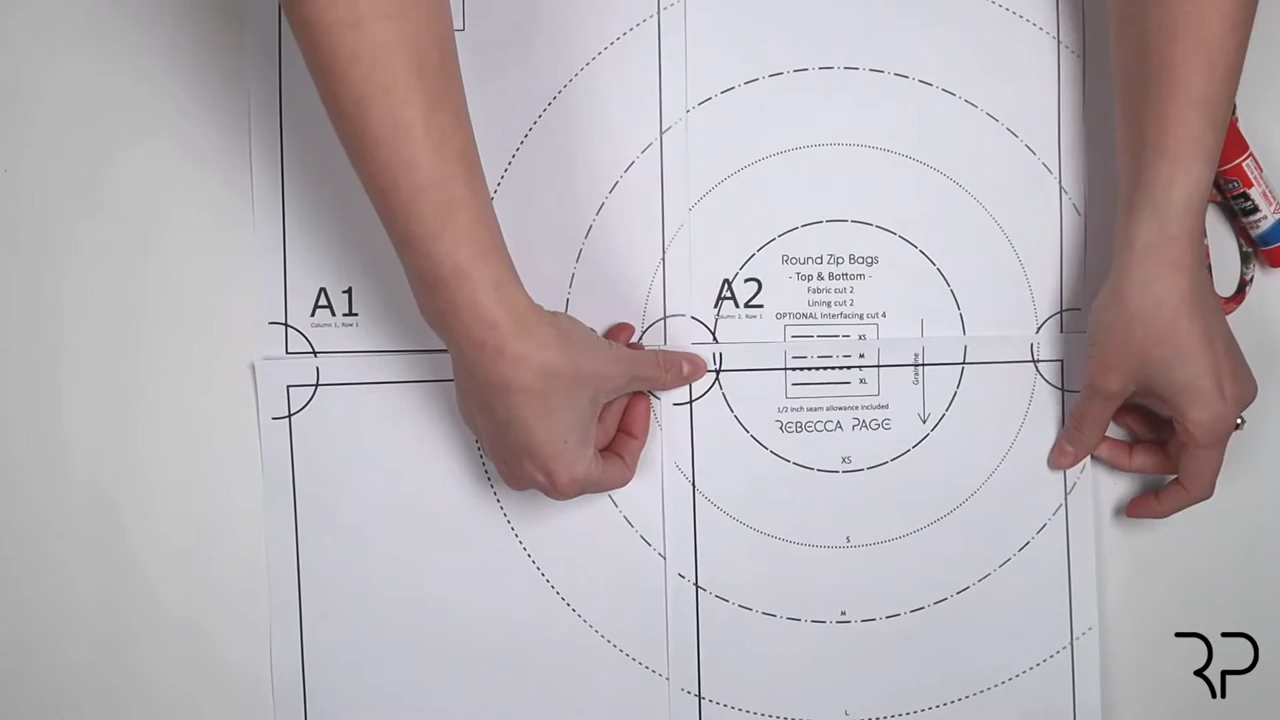 A1
Column 1, Row 1
A2
Column 2, Row 1
Round Zip Bags
- Top & Bottom -
Fabric cut 2
Lining cut 2
OPTIONAL Interfacing cut 4
XS
M
L
XL
Grainline
1/2 inch seam allowance included
REBECCA PAGE
XS
S
M
L
RP